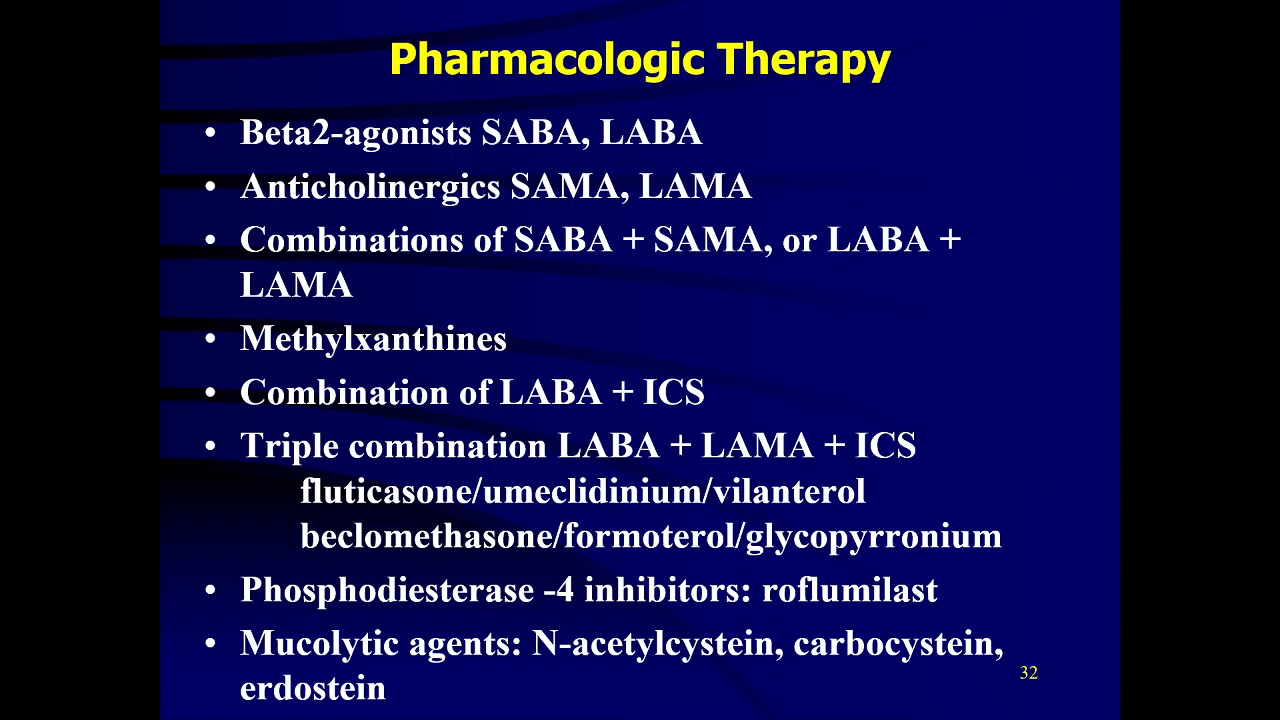 Pharmacologic Therapy
• Beta2-agonists SABA, LABA
• Anticholinergics SAMA, LAMA
• Combinations of SABA + SAMA, or LABA +
LAMA
• Methylxanthines
• Combination of LABA + ICS
• Triple combination LABA + LAMA + ICS
fluticasone/umeclidinium/vilanterol
beclomethasone/formoterol/glycopyrronium
• Phosphodiesterase -4 inhibitors: roflumilast
• Mucolytic agents: N-acetylcystein, carbocystein,
erdostein
32